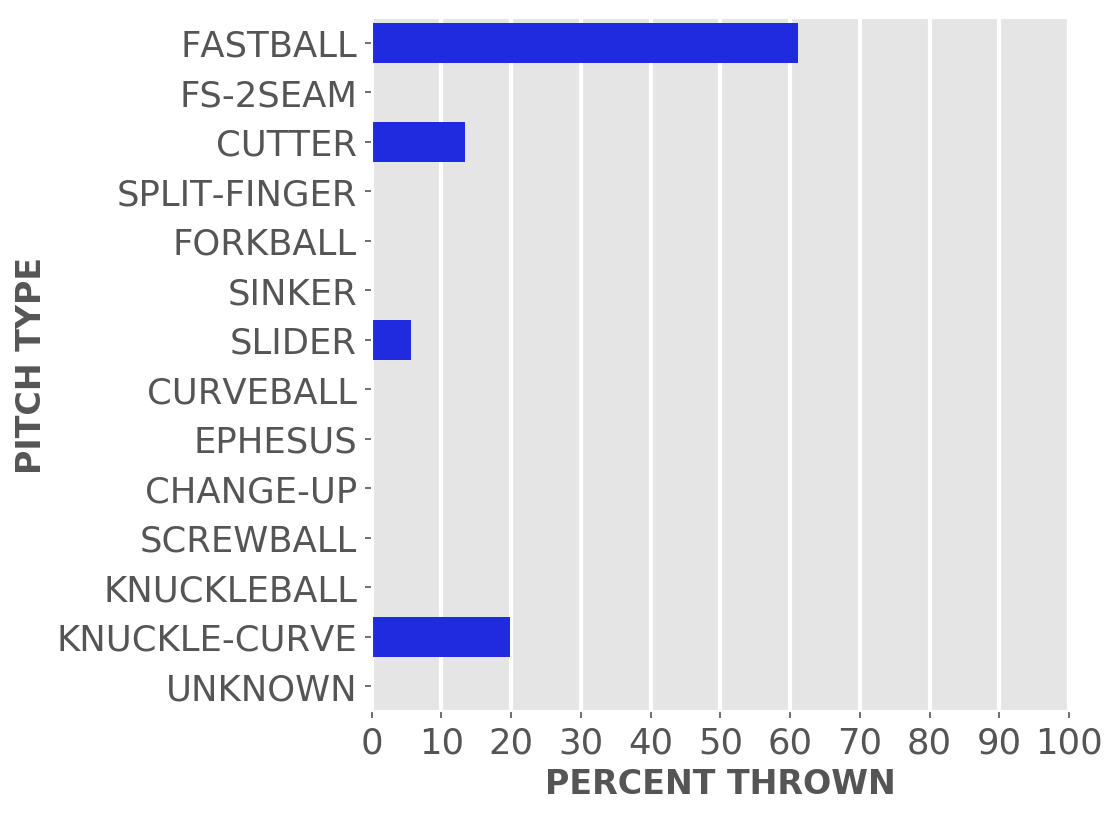 FASTBALL
FS-2SEAM
CUTTER
SPLIT-FINGER
FORKBALL
SINKER
SLIDER
CURVEBALL
EPHESUS
CHANGE-UP
SCREWBALL
KNUCKLEBALL
KNUCKLE-CURVE
UNKNOWN
PITCH TYPE
0 10 20 30 40 50 60 70 80 90 100
PERCENT THROWN